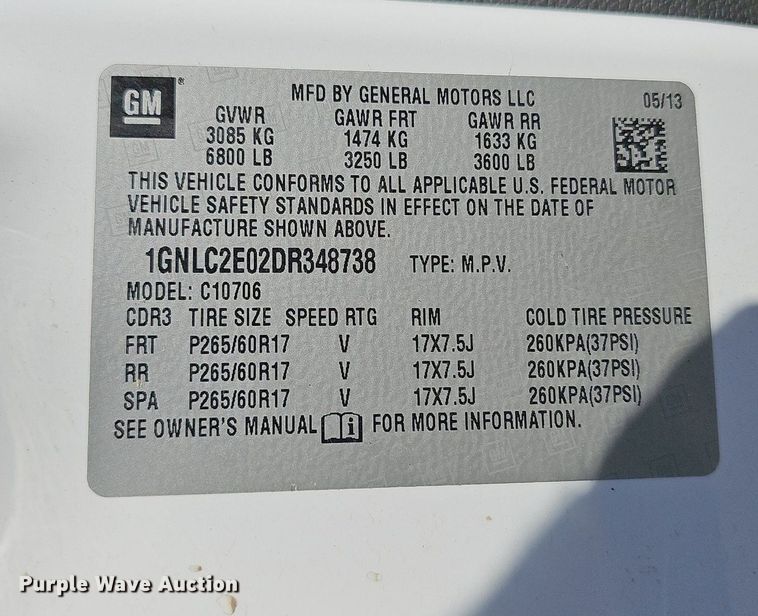 GM ®
MFD BY GENERAL MOTORS LLC 05/13
GVWR GAWR FRT GAWR RR
3085 KG 1474 KG 1633 KG
6800 LB 3250 LB 3600 LB
THIS VEHICLE CONFORMS TO ALL APPLICABLE U.S. FEDERAL MOTOR
VEHICLE SAFETY STANDARDS IN EFFECT ON THE DATE OF
MANUFACTURE SHOWN ABOVE.
1GNLC2E02DR348738 TYPE: M.P.V.
MODEL: C10706
CDR3 TIRE SIZE SPEED RTG RIM COLD TIRE PRESSURE
FRT P265/60R17 V 17X7.5J 260KPA(37PSI)
RR P265/60R17 V 17X7.5J 260KPA(37PSI)
SPA P265/60R17 V 17X7.5J 260KPA(37PSI)
SEE OWNER'S MANUAL i FOR MORE INFORMATION.
Purple Wave Auction